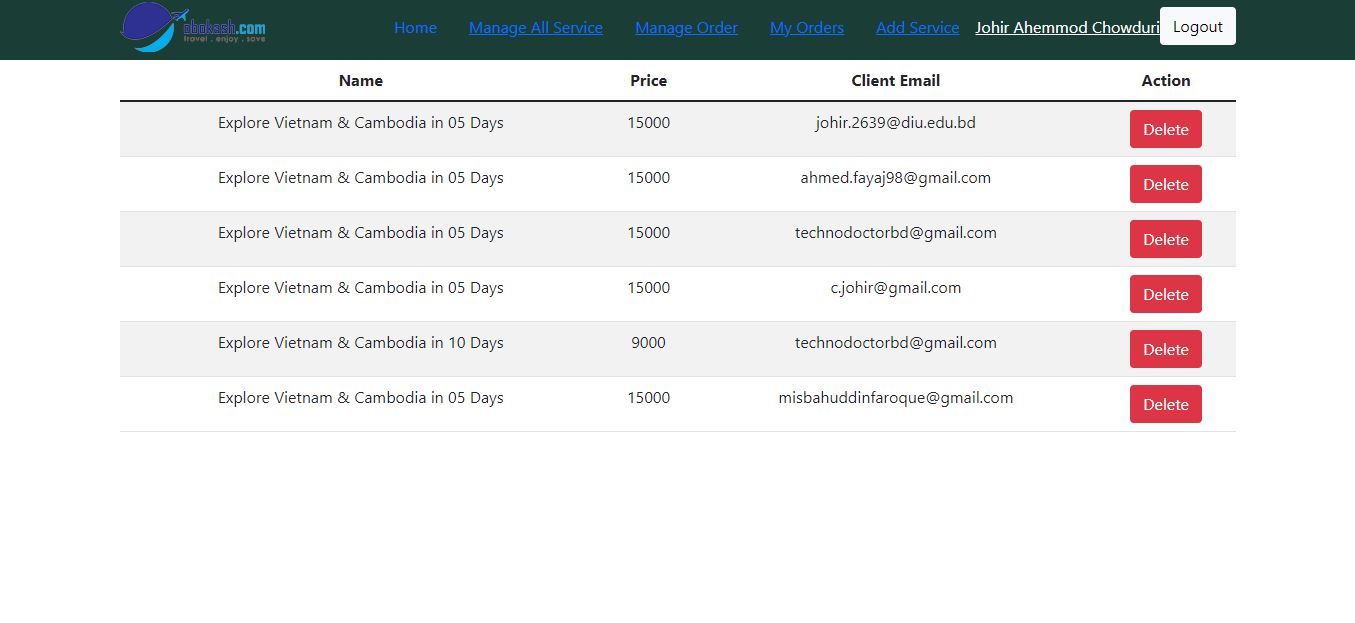 obokash.com
travel . enjoy . save
Home Manage All Service Manage Order My Orders Add Service Johir Ahemmod Chowduri Logout
Name Price Client Email Action
Explore Vietnam & Cambodia in 05 Days 15000 johir.2639@diu.edu.bd Delete
Explore Vietnam & Cambodia in 05 Days 15000 ahmed.fayaj98@gmail.com Delete
Explore Vietnam & Cambodia in 05 Days 15000 technodoctorbd@gmail.com Delete
Explore Vietnam & Cambodia in 05 Days 15000 c.johir@gmail.com Delete
Explore Vietnam & Cambodia in 10 Days 9000 technodoctorbd@gmail.com Delete
Explore Vietnam & Cambodia in 05 Days 15000 misbahuddinfaroque@gmail.com Delete